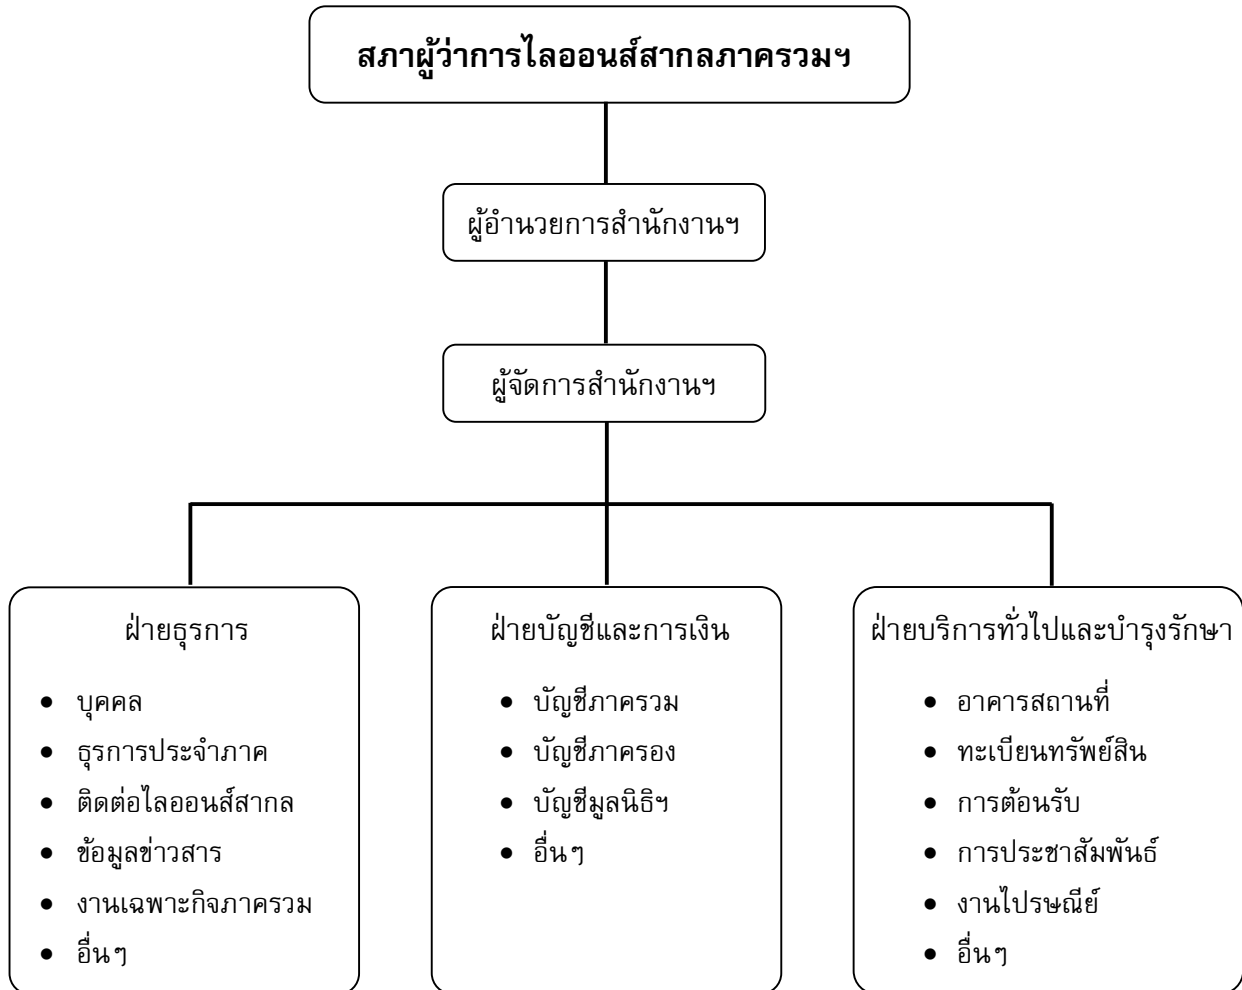 สภาผู้ว่าการไลออนส์สากลภาครวมฯ
ผู้อำนวยการสำนักงานฯ
ผู้จัดการสำนักงานฯ
ฝ่ายธุรการ
• บุคคล
• ธุรการประจำภาค
• ติดต่อไลออนส์สากล
• ข้อมูลข่าวสาร
• งานเฉพาะกิจภาครวม
• อื่นๆ
ฝ่ายบัญชีและการเงิน
• บัญชีภาครวม
• บัญชีภาครอง
• บัญชีมูลนิธิฯ
• อื่นๆ
ฝ่ายบริการทั่วไปและบำรุงรักษา
• อาคารสถานที่
• ทะเบียนทรัพย์สิน
• การต้อนรับ
• การประชาสัมพันธ์
• งานไปรษณีย์
• อื่นๆ